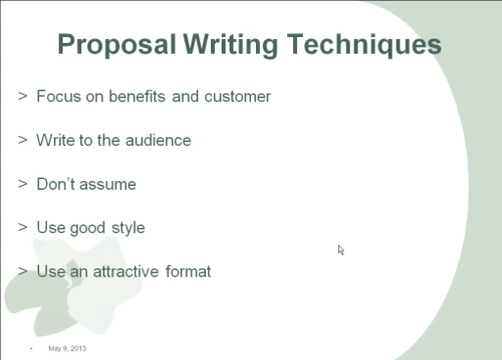 Proposal Writing Techniques
> Focus on benefits and customer
> Write to the audience
> Don't assume
> Use good style
> Use an attractive format
- May 9, 2013